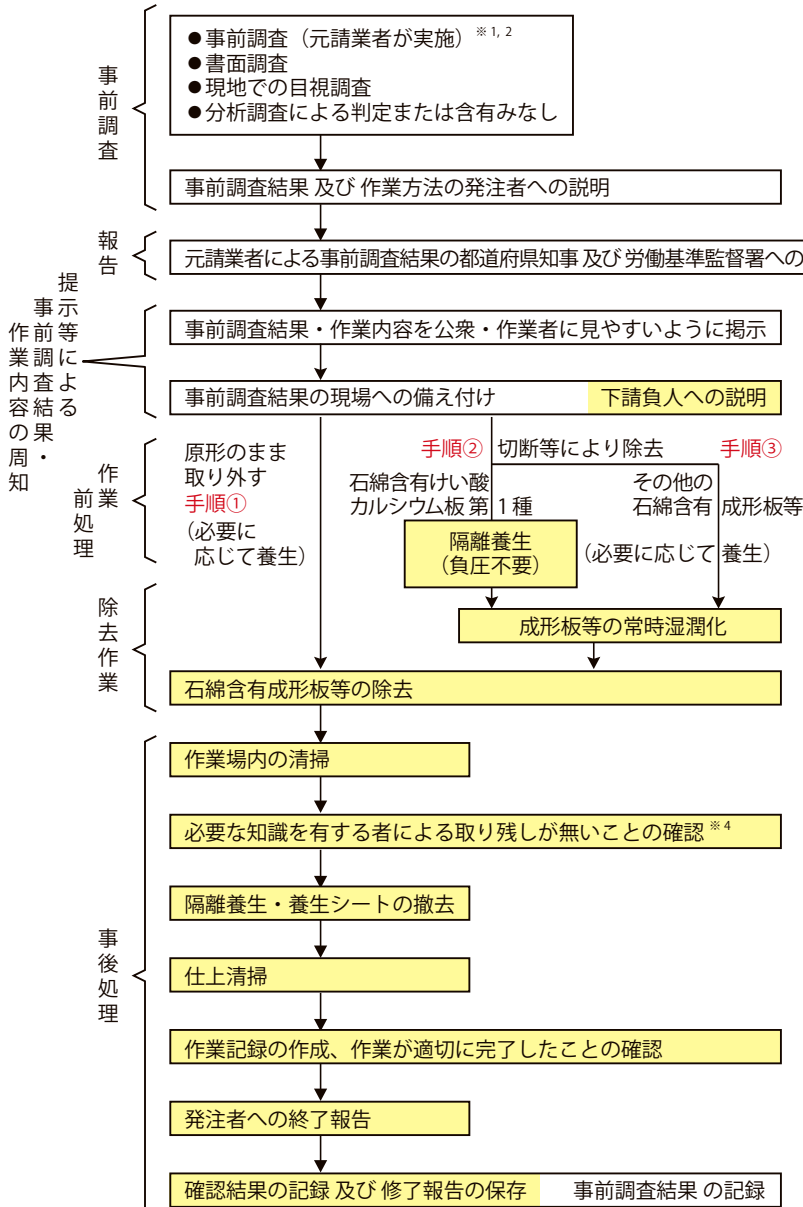 事前調査
●事前調査（元請業者が実施）※1, 2
●書面調査
●現地での目視調査
●分析調査による判定または含有みなし
事前調査結果 及び 作業方法の発注者への説明
報告
元請業者による事前調査結果の都道府県知事 及び 労働基準監督署への
提示等による
事前調査結果・
作業内容の周知
事前調査結果・作業内容を公衆・作業者に見やすいように掲示
事前調査結果の現場への備え付け
下請負人への説明
作業
前処理
原形のまま
取り外す
手順①
（必要に
応じて養生）
手順② 切断等により除去 手順③
石綿含有けい酸
カルシウム板 第 1 種
その他の
石綿含有 成形板等
隔離養生
（負圧不要）
（必要に応じて 養生）
除去作業
成形板等の常時湿潤化
石綿含有成形板等の除去
事後処理
作業場内の清掃
必要な知識を有する者による取り残しが無いことの確認 ※4
隔離養生・養生シートの撤去
仕上清掃
作業記録の作成、作業が適切に完了したことの確認
発注者への終了報告
確認結果の記録 及び 修了報告の保存 事前調査結果 の記録